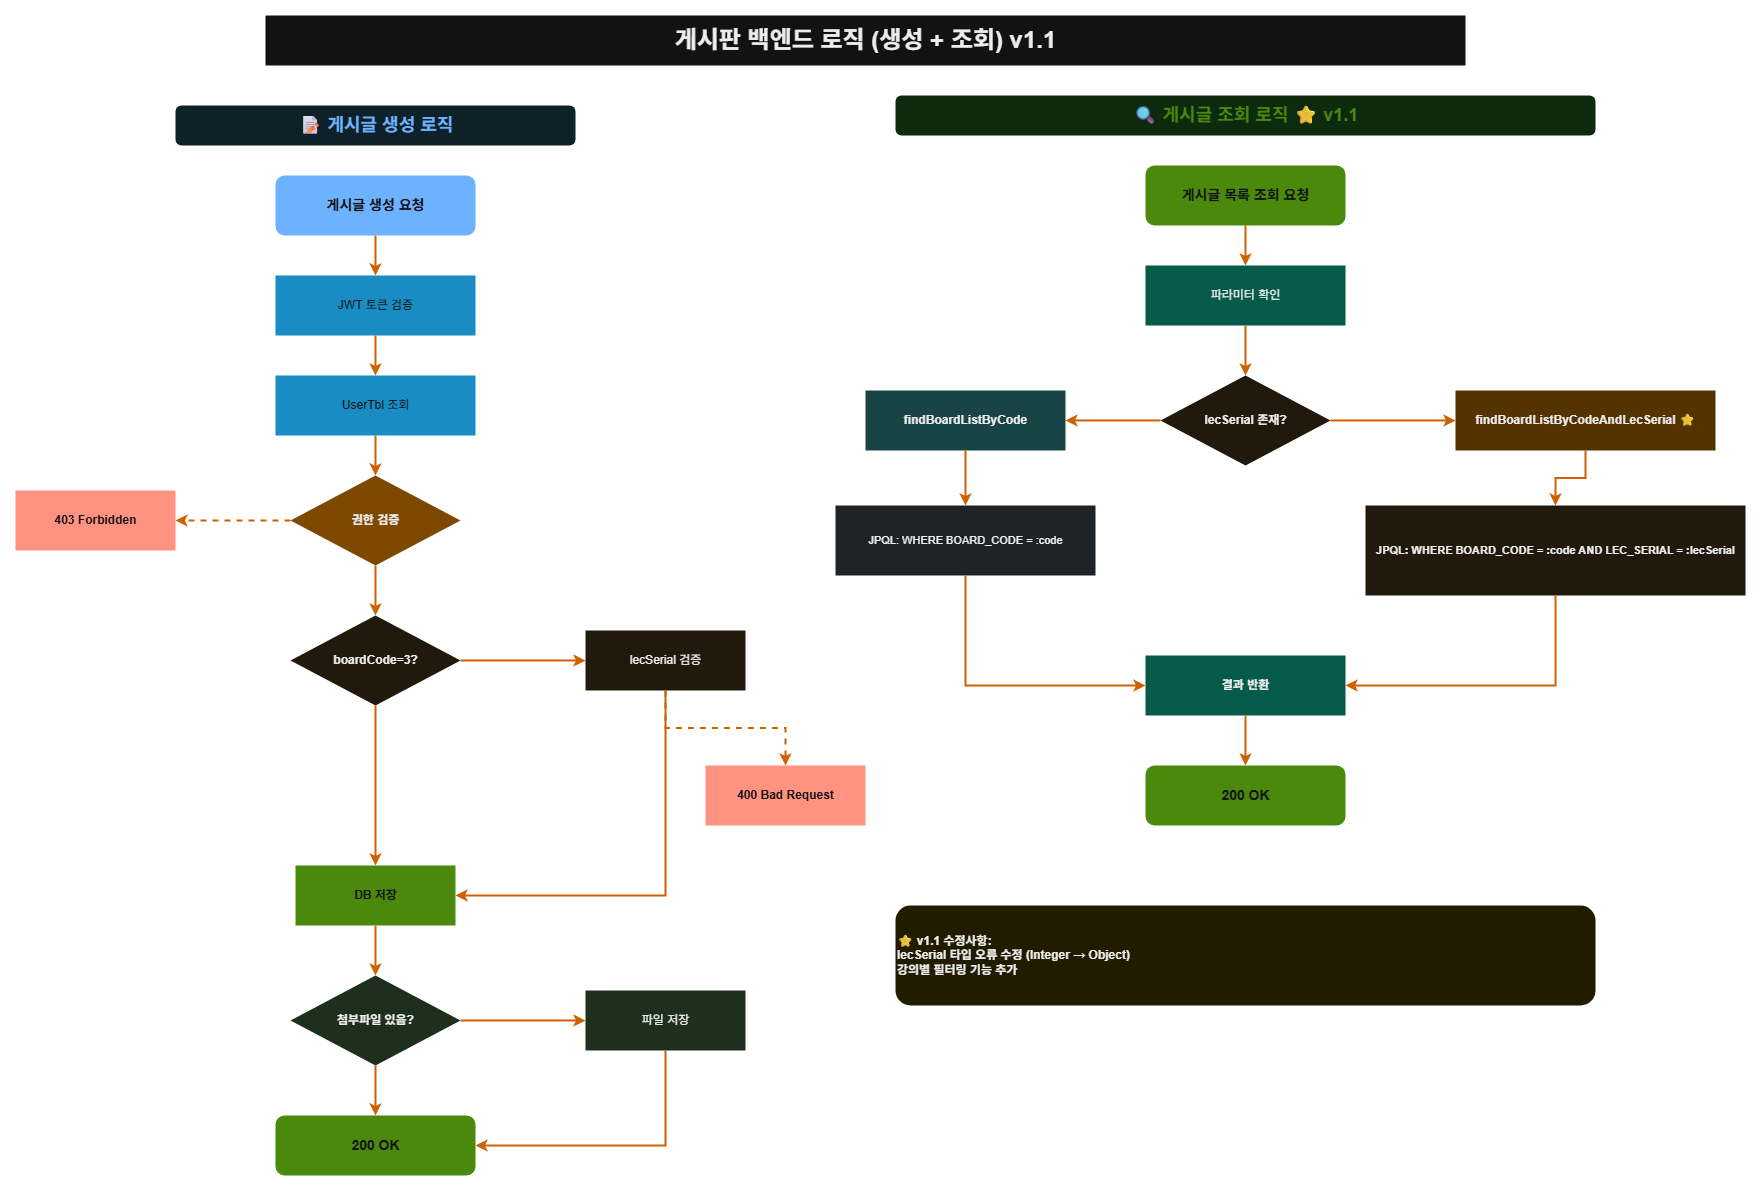 게시판 백엔드 로직 (생성 + 조회) v1.1
📝 게시글 생성 로직
게시글 생성 요청
JWT 토큰 검증
UserTbl 조회
권한 검증
403 Forbidden
boardCode=3?
lecSerial 검증
400 Bad Request
DB 저장
첨부파일 있음?
파일 저장
200 OK
🔍 게시글 조회 로직 ⭐ v1.1
게시글 목록 조회 요청
파라미터 확인
lecSerial 존재?
findBoardListByCode
findBoardListByCodeAndLecSerial ⭐
JPQL: WHERE BOARD_CODE = :code
JPQL: WHERE BOARD_CODE = :code AND LEC_SERIAL = :lecSerial
결과 반환
200 OK
⭐ v1.1 수정사항:
lecSerial 타입 오류 수정 (Integer → Object)
강의별 필터링 기능 추가